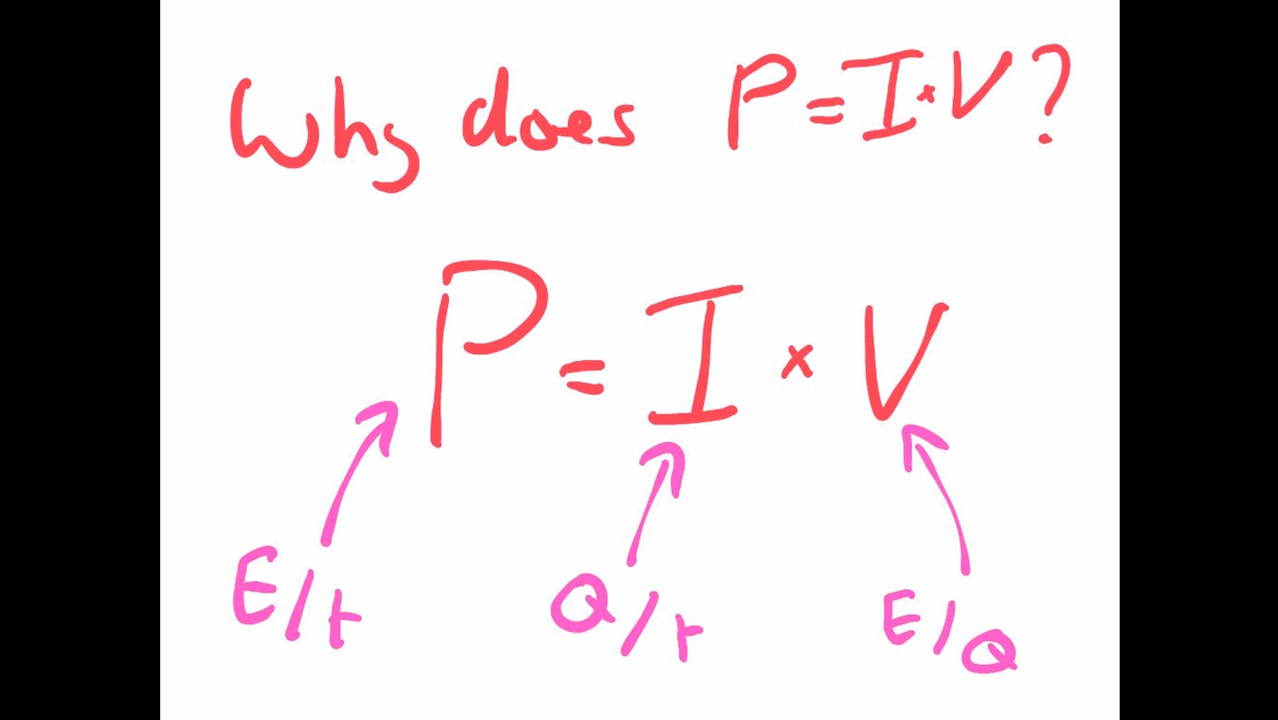 Why does P = I × V?
P = I × V
E/t Q/t E/Q